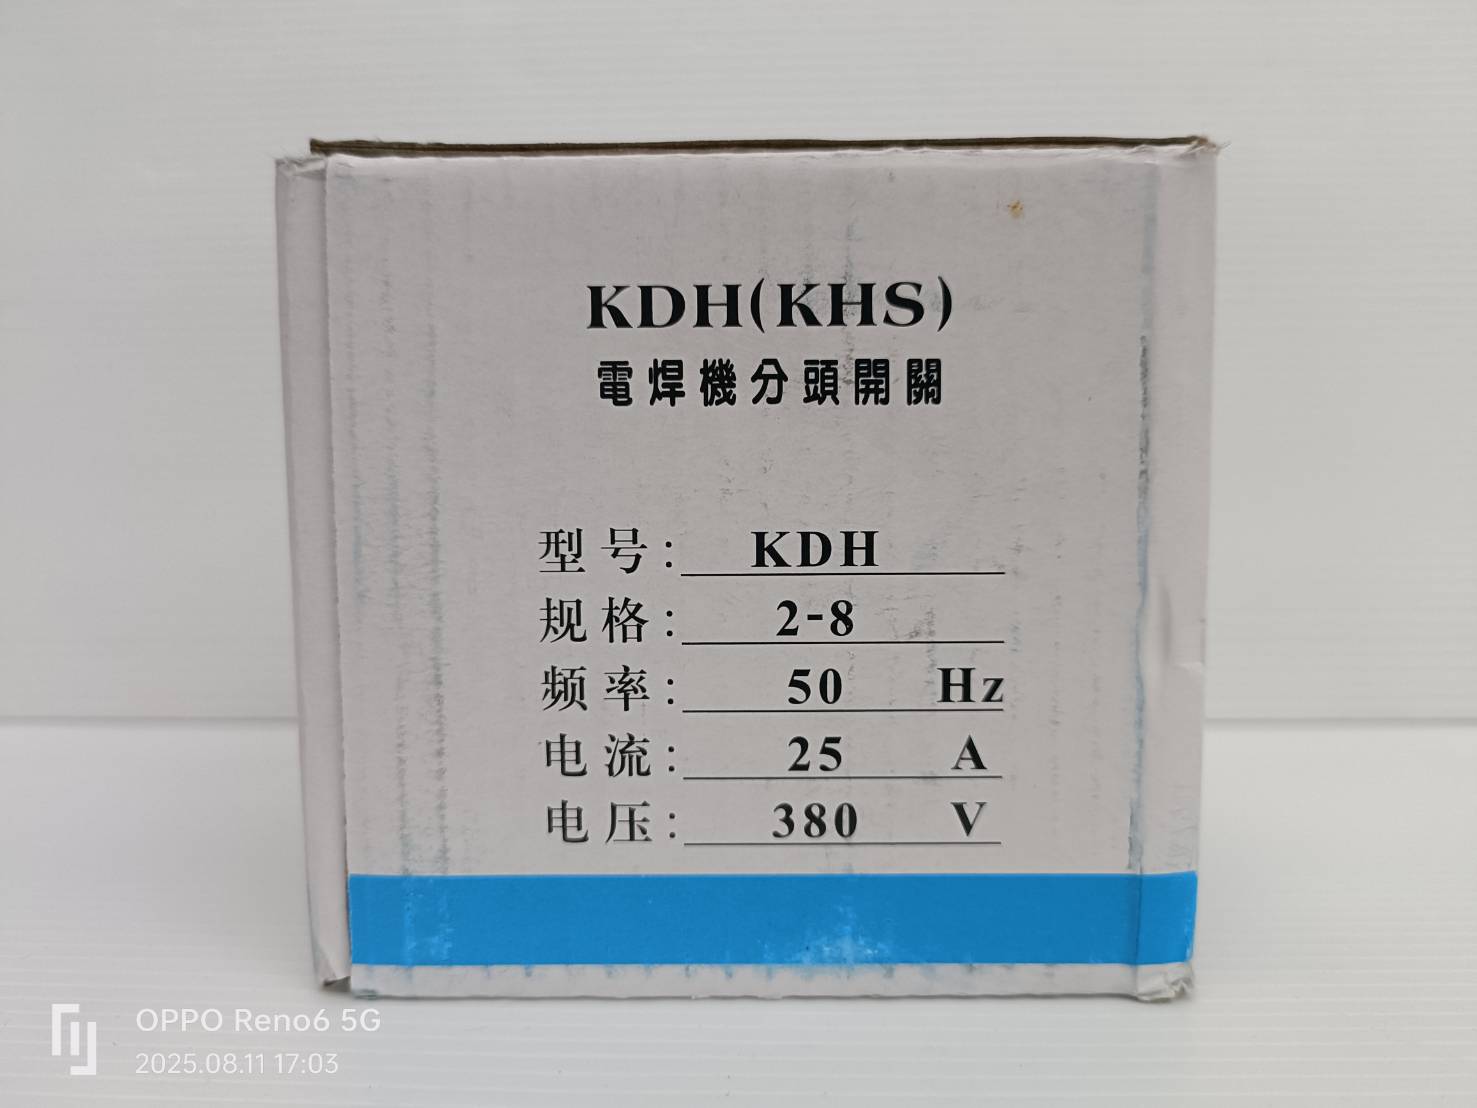 KDH(KHS)
電焊機分頭開關
型号: KDH
规格: 2-8
频率: 50 Hz
电流: 25 A
电压: 380 V
OPPO Reno6 5G
2025.08.11 17:03